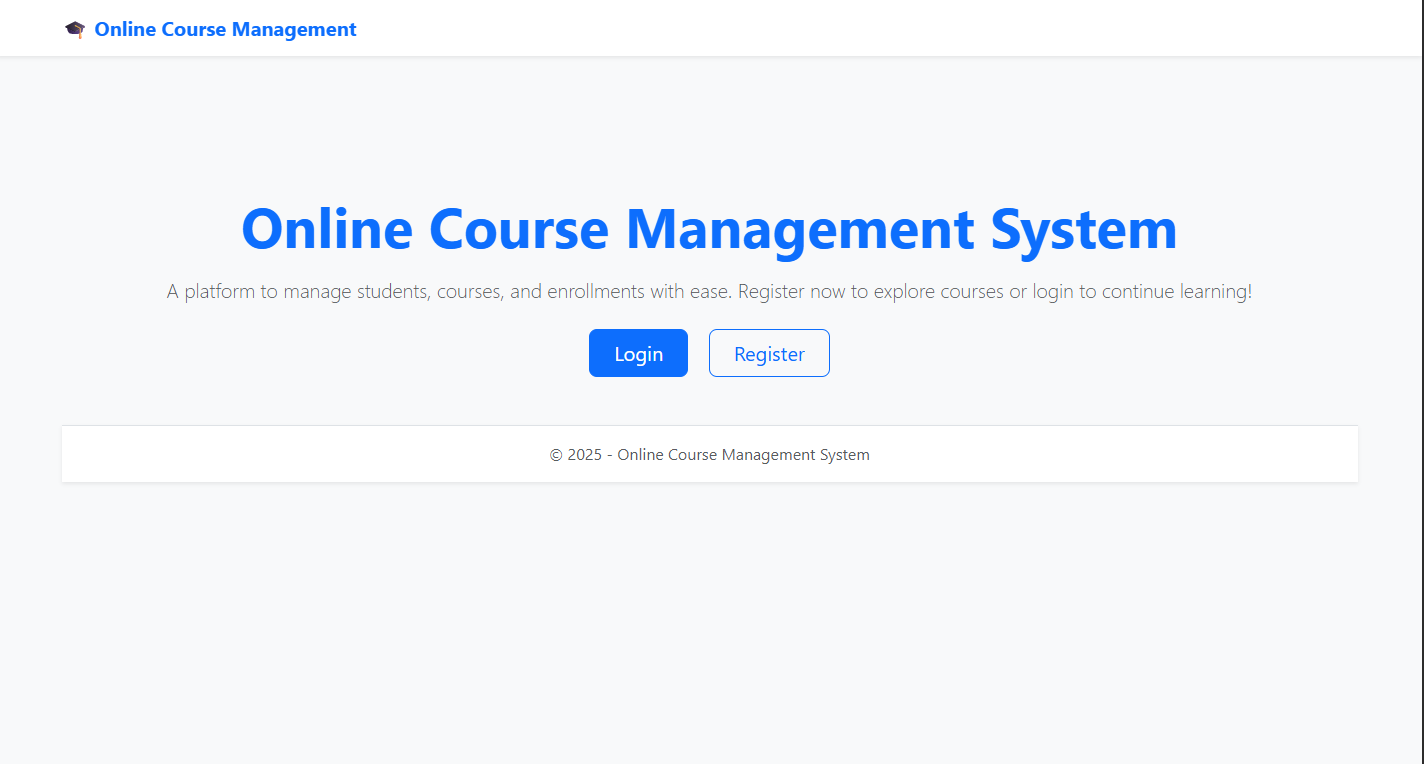 🎓 Online Course Management
Online Course Management System
A platform to manage students, courses, and enrollments with ease. Register now to explore courses or login to continue learning!
Login
Register
© 2025 - Online Course Management System